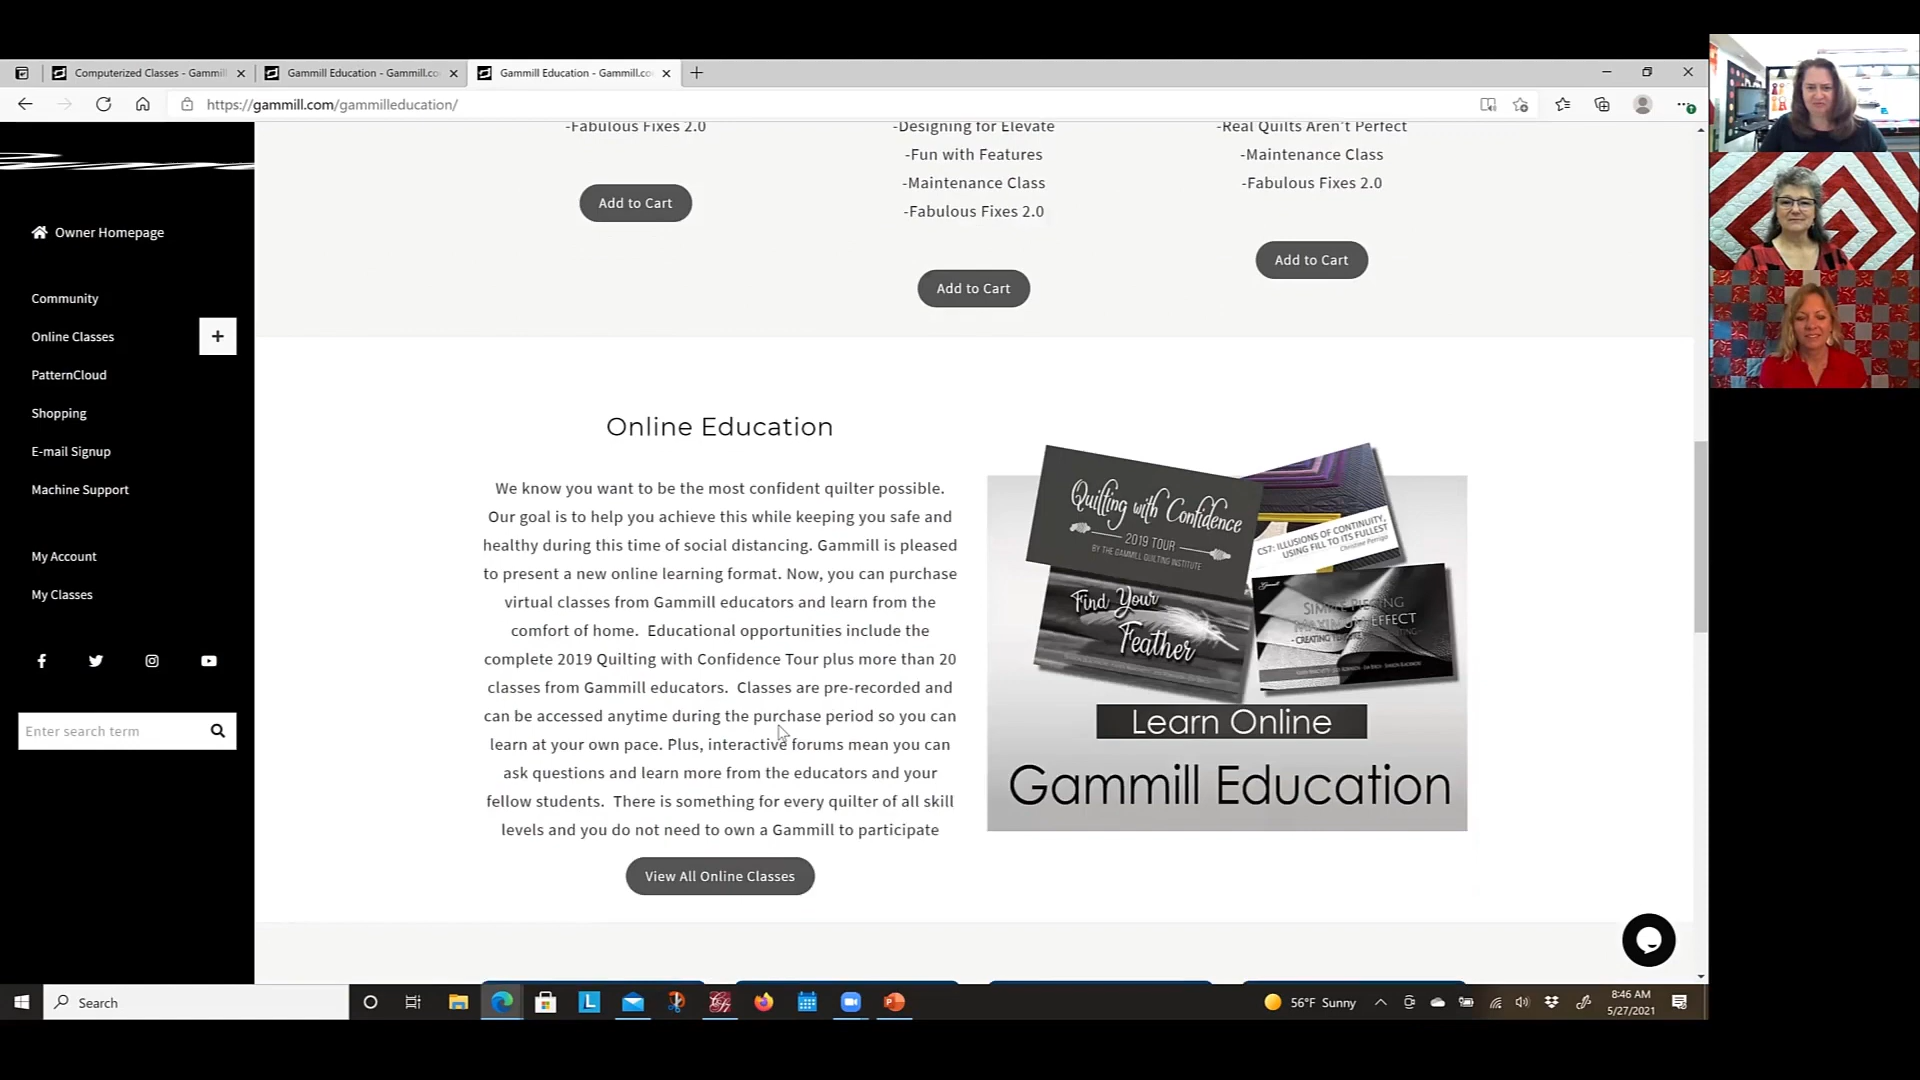 Computerized Classes - Gammill
Gammill Education - Gammill.co
Gammill Education - Gammill.co
https://gammill.com/gammilleducation/
Owner Homepage
Community
Online Classes
PatternCloud
Shopping
E-mail Signup
Machine Support
My Account
My Classes
Enter search term
-Fabulous Fixes 2.0
Add to Cart
-Designing for Elevate
-Fun with Features
-Maintenance Class
-Fabulous Fixes 2.0
Add to Cart
-Real Quilts Aren't Perfect
-Maintenance Class
-Fabulous Fixes 2.0
Add to Cart
Online Education
We know you want to be the most confident quilter possible.
Our goal is to help you achieve this while keeping you safe and
healthy during this time of social distancing. Gammill is pleased
to present a new online learning format. Now, you can purchase
virtual classes from Gammill educators and learn from the
comfort of home.  Educational opportunities include the
complete 2019 Quilting with Confidence Tour plus more than 20
classes from Gammill educators.  Classes are pre-recorded and
can be accessed anytime during the purchase period so you can
learn at your own pace. Plus, interactive forums mean you can
ask questions and learn more from the educators and your
fellow students.  There is something for every quilter of all skill
levels and you do not need to own a Gammill to participate
View All Online Classes
Quilting with Confidence
2019 TOUR
BY THE GAMMILL QUILTING INSTITUTE
CS7: ILLUSIONS OF CONTINUITY,
USING FILL TO ITS FULLEST
Christine Perrigo
Find Your
Feather
SIMPLE PIECING
MAXIMUM EFFECT
Learn Online
Gammill Education
Search
56°F Sunny
8:46 AM
5/27/2021